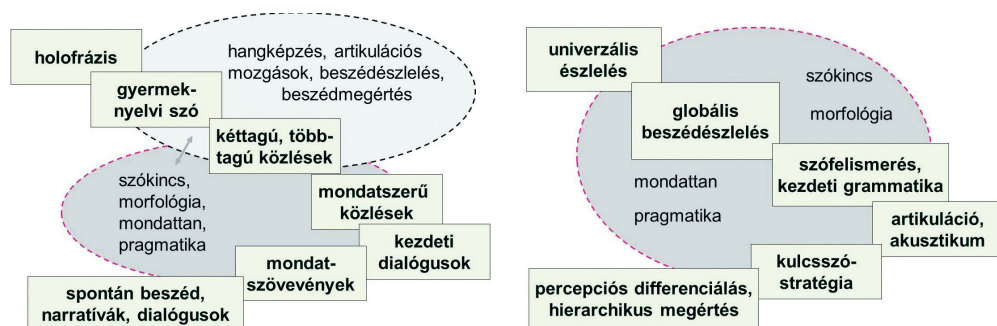 holofrázis
hangképzés, artikulációs
mozgások, beszédészlelés,
beszédmegértés
gyermek-
nyelvi szó
kéttagú, több-
tagú közlések
szókincs,
morfológia,
mondattan,
pragmatika
mondatszerű
közlések
kezdeti
dialógusok
mondat-
szövevények
spontán beszéd,
narratívák, dialógusok
univerzális
észlelés
szókincs
morfológia
globális
beszédészlelés
szófelismerés,
kezdeti grammatika
mondattan
pragmatika
artikuláció,
akusztikum
kulcsszó-
stratégia
percepciós differenciálás,
hierarchikus megértés